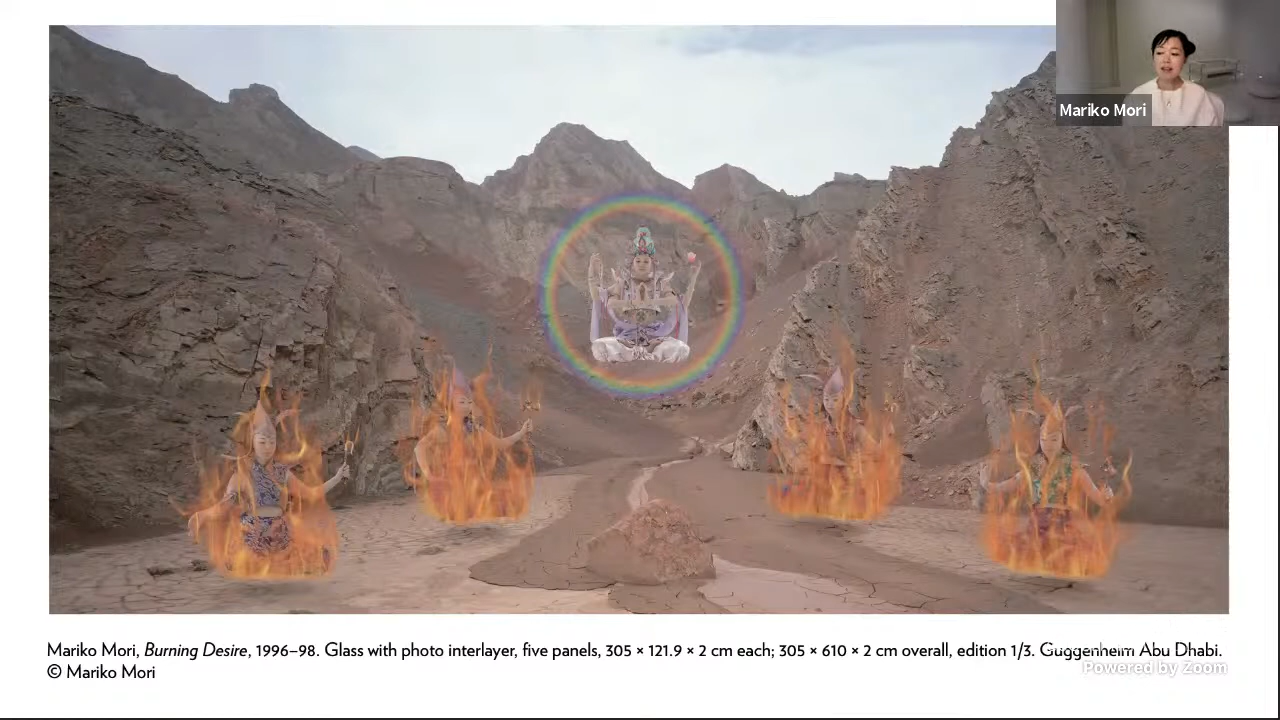 Mariko Mori
Mariko Mori, Burning Desire, 1996–98. Glass with photo interlayer, five panels, 305 × 121.9 × 2 cm each; 305 × 610 × 2 cm overall, edition 1/3. Guggenheim Abu Dhabi.
© Mariko Mori
Powered by Zoom